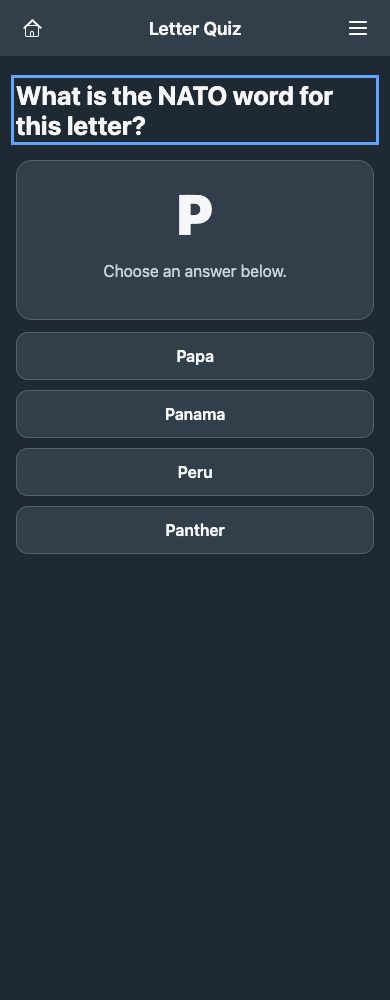 Letter Quiz
What is the NATO word for
this letter?
P
Choose an answer below.
Papa
Panama
Peru
Panther